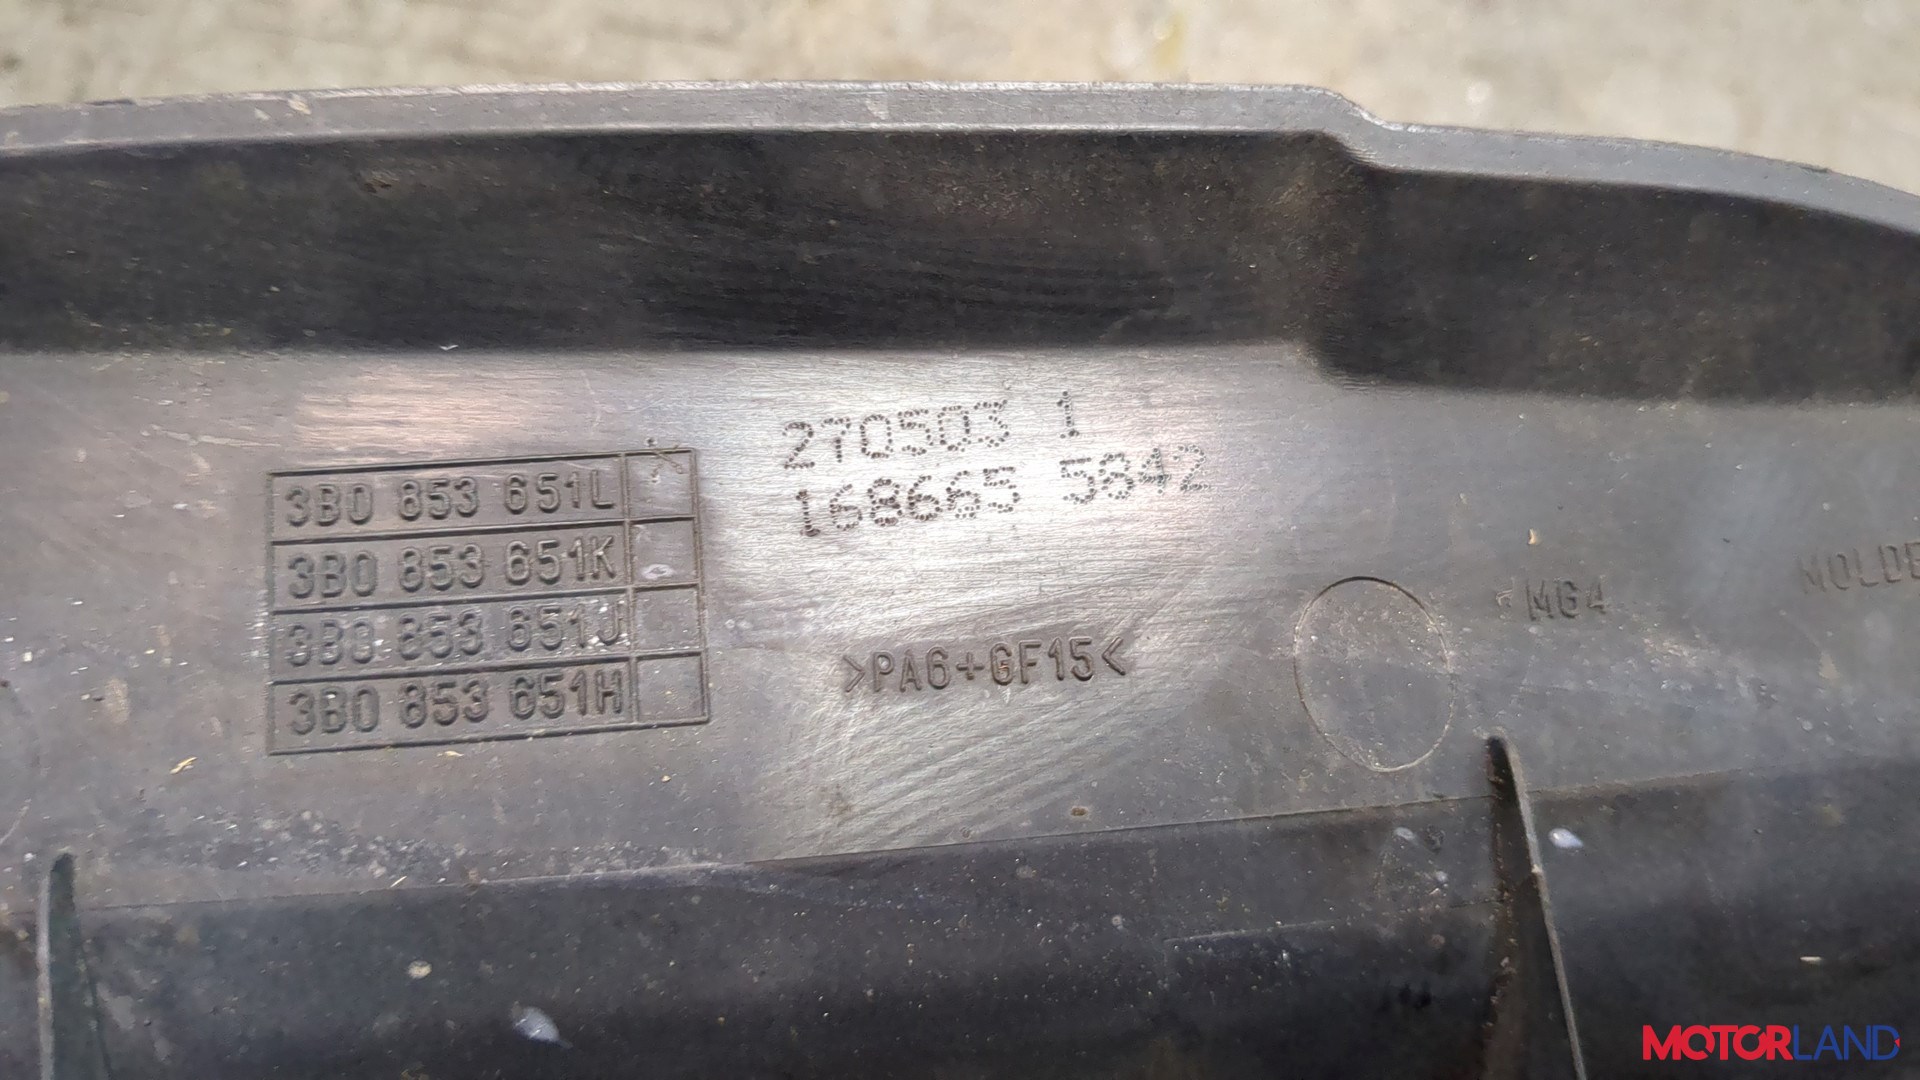 270503 1
168665 5842
3B0 853 651L X
3B0 853 651K
3B0 853 651J
3B0 853 651H
>PA6+GF15<
MG4
MOTORLAND